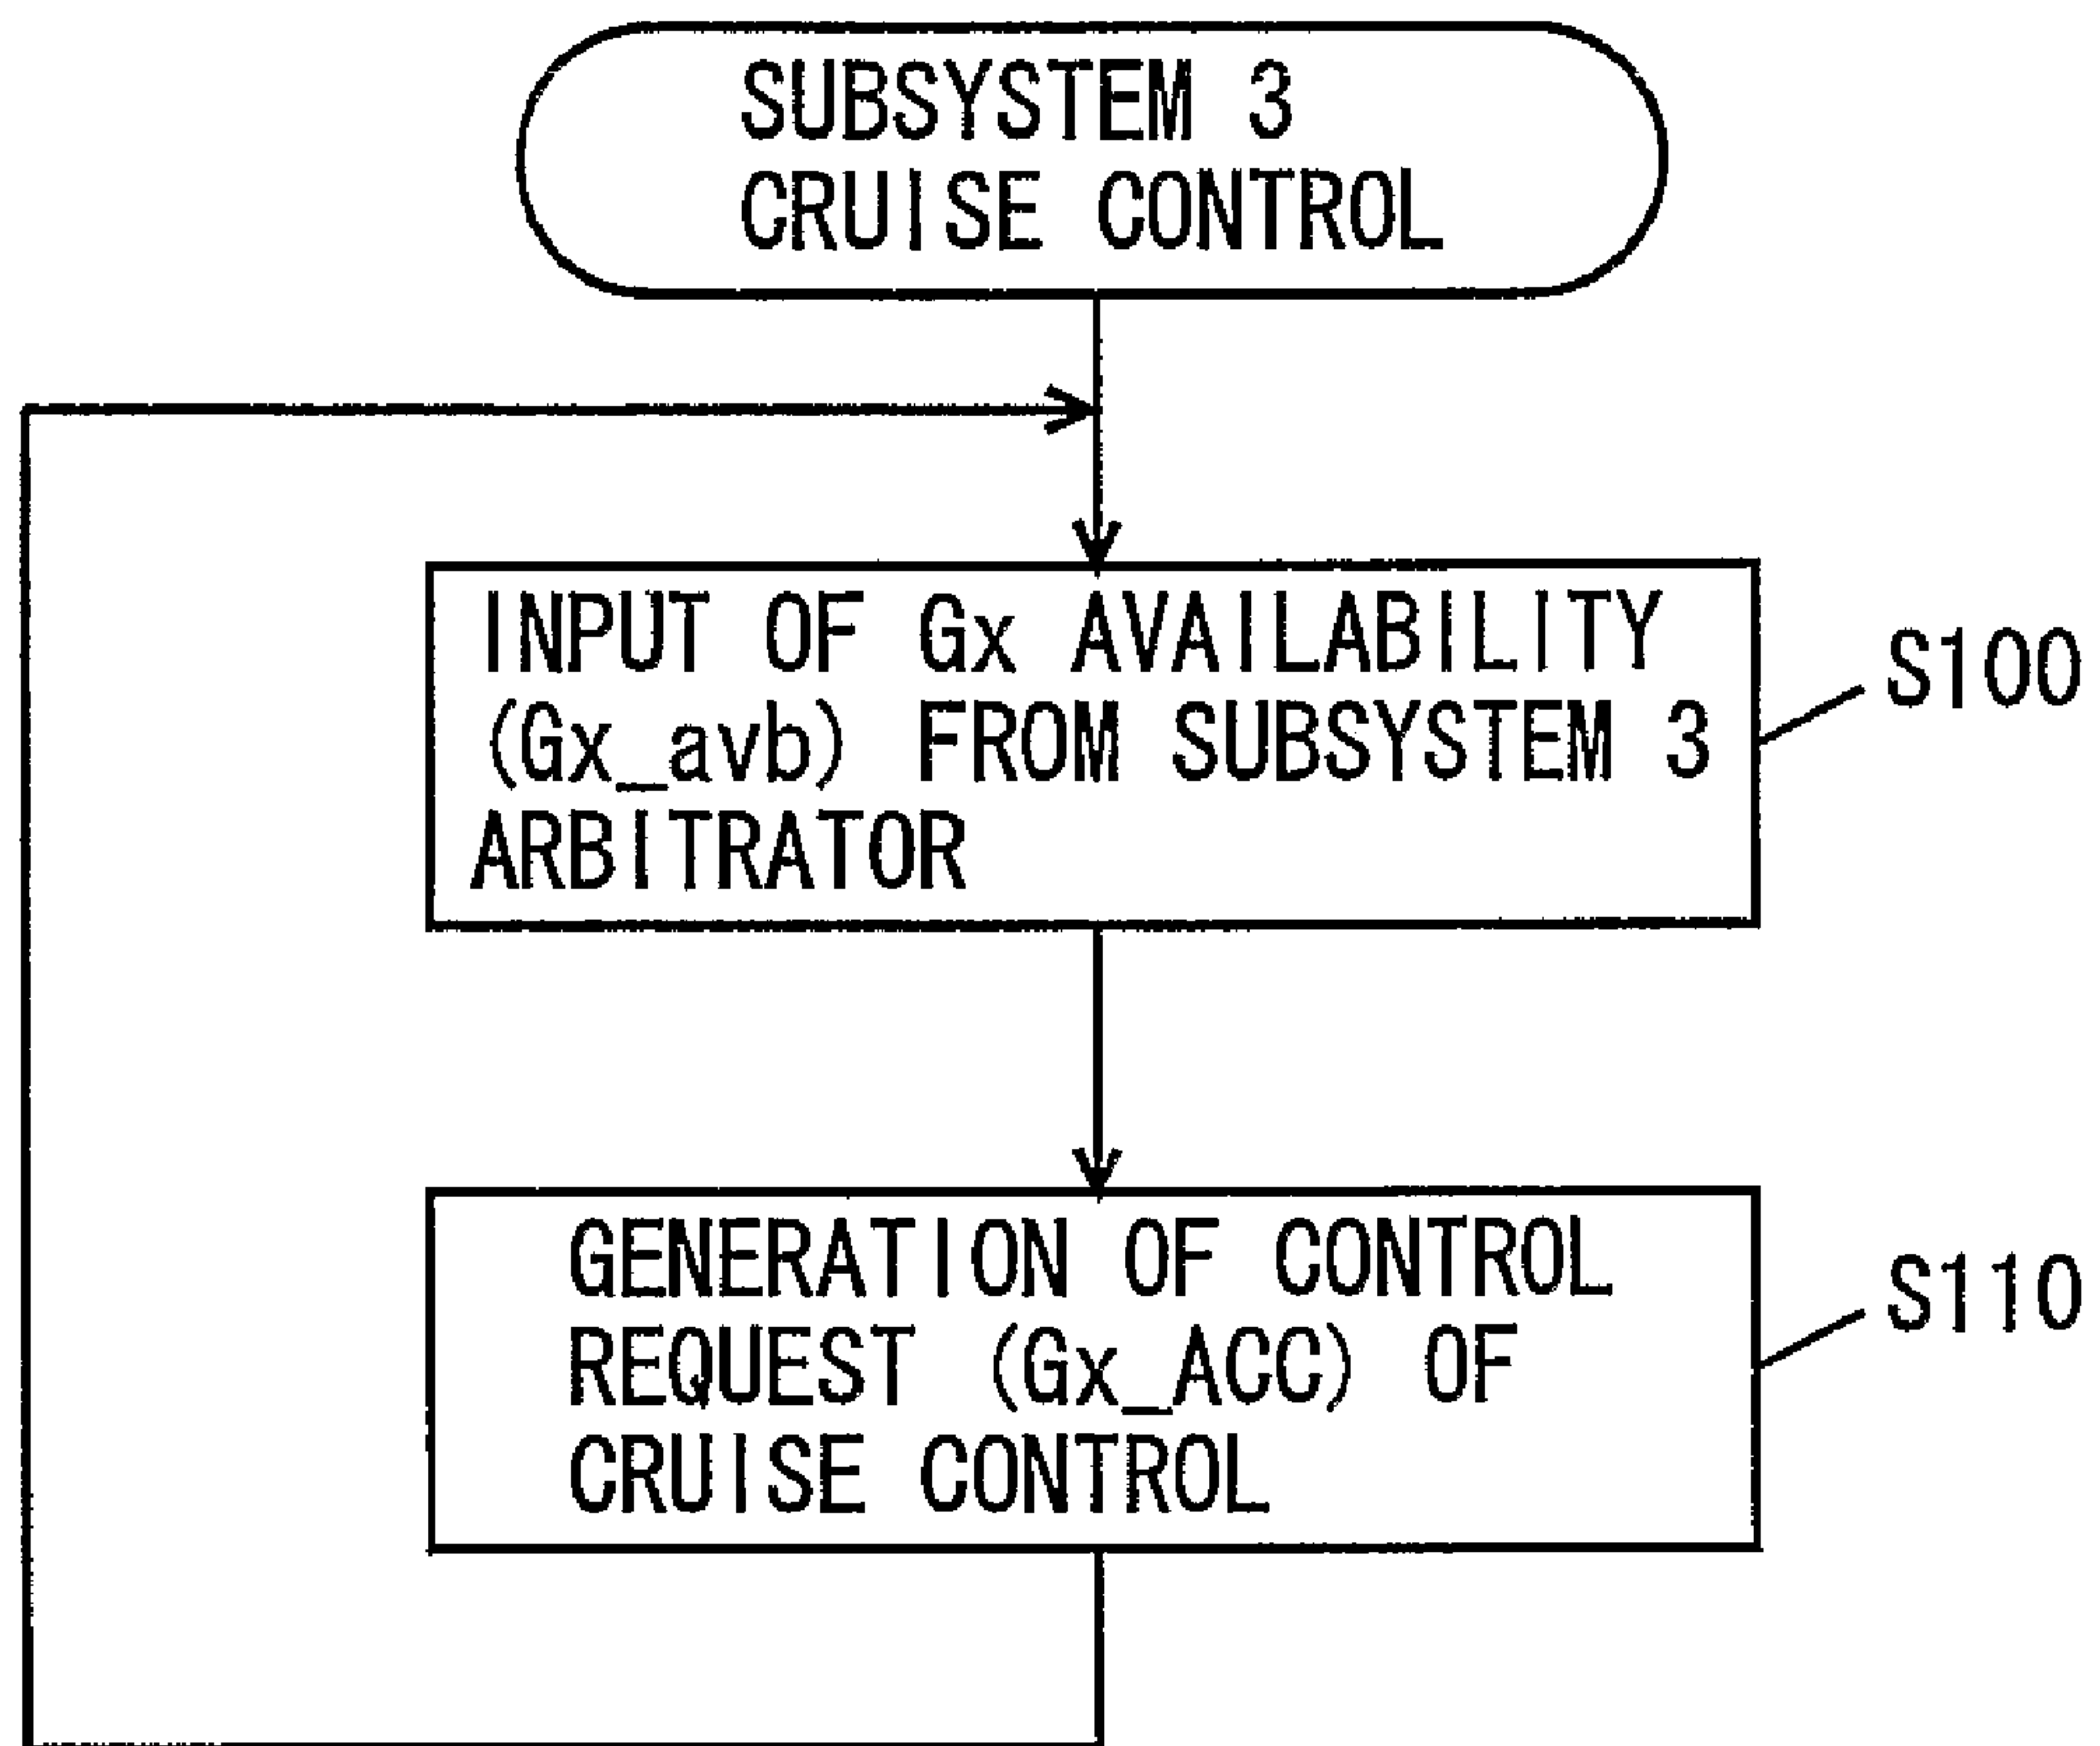 SUBSYSTEM 3
CRUISE CONTROL
INPUT OF Gx AVAILABILITY
(Gx_avb) FROM SUBSYSTEM 3
ARBITRATOR
S100
GENERATION OF CONTROL
REQUEST (Gx_ACC) OF
CRUISE CONTROL
S110